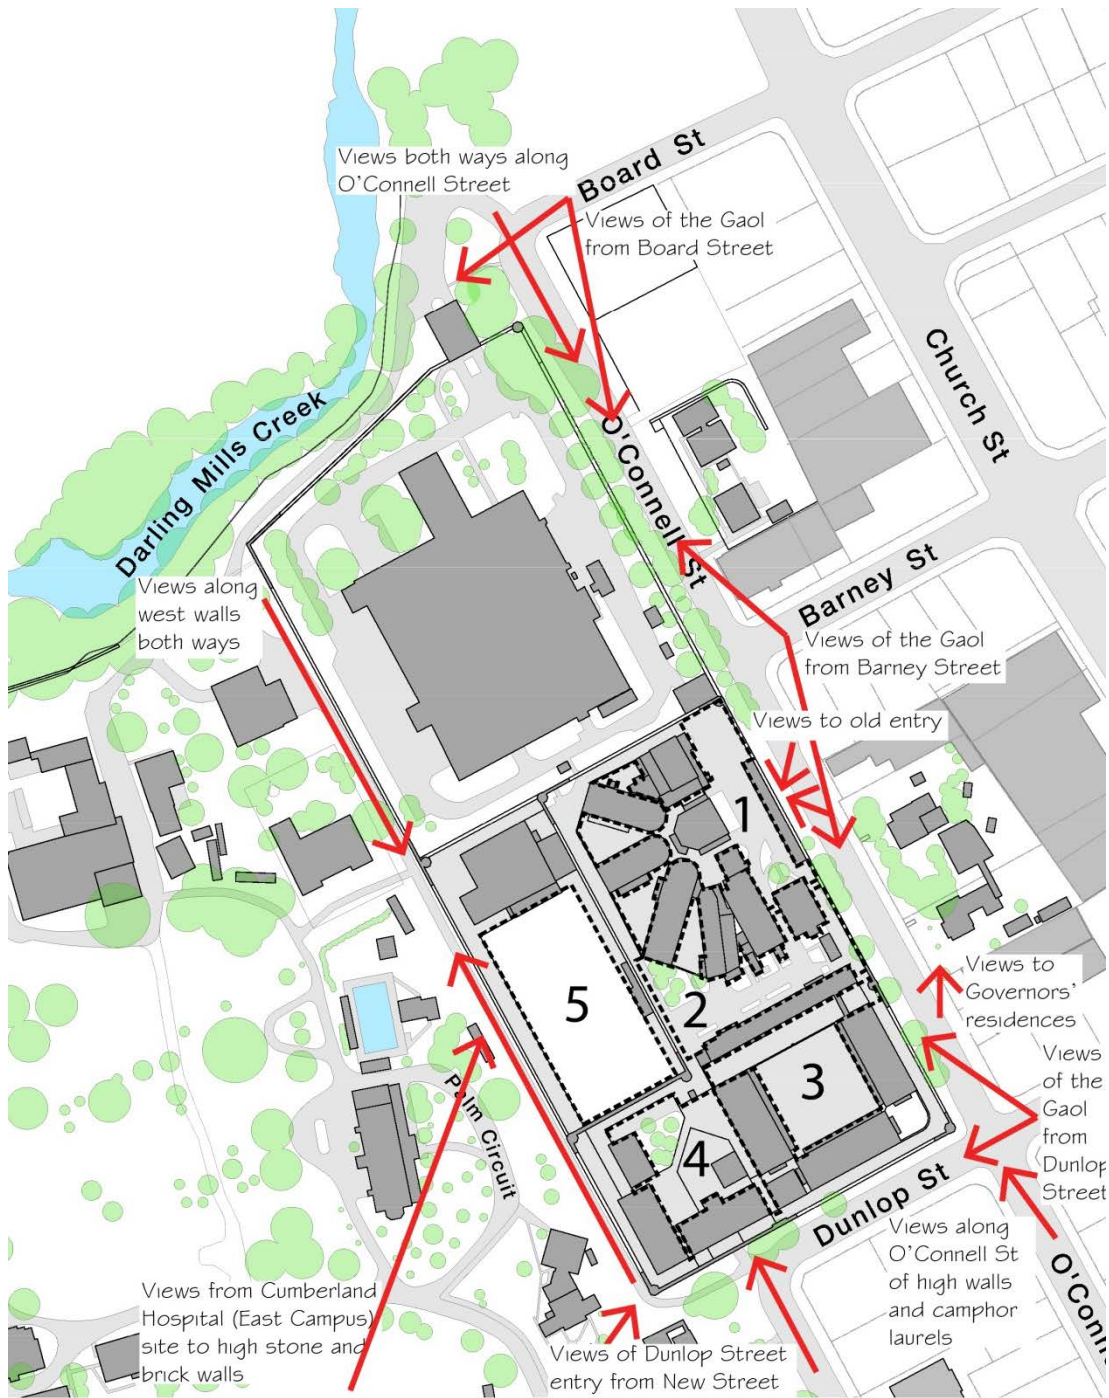 Board St
Views both ways along
O'Connell Street
Views of the Gaol
from Board Street
Church St
Darling Mills Creek
O'Connell St
Barney St
Views along
west walls
both ways
Views of the Gaol
from Barney Street
Views to old entry
1
2
5
3
4
Views to
Governors'
residences
Views
of the
Gaol
from
Dunlop
Street
Palm Circuit
Dunlop St
Views along
O'Connell St
of high walls
and camphor
laurels
O'Conn
Views from Cumberland
Hospital (East Campus)
site to high stone and
brick walls
Views of Dunlop Street
entry from New Street